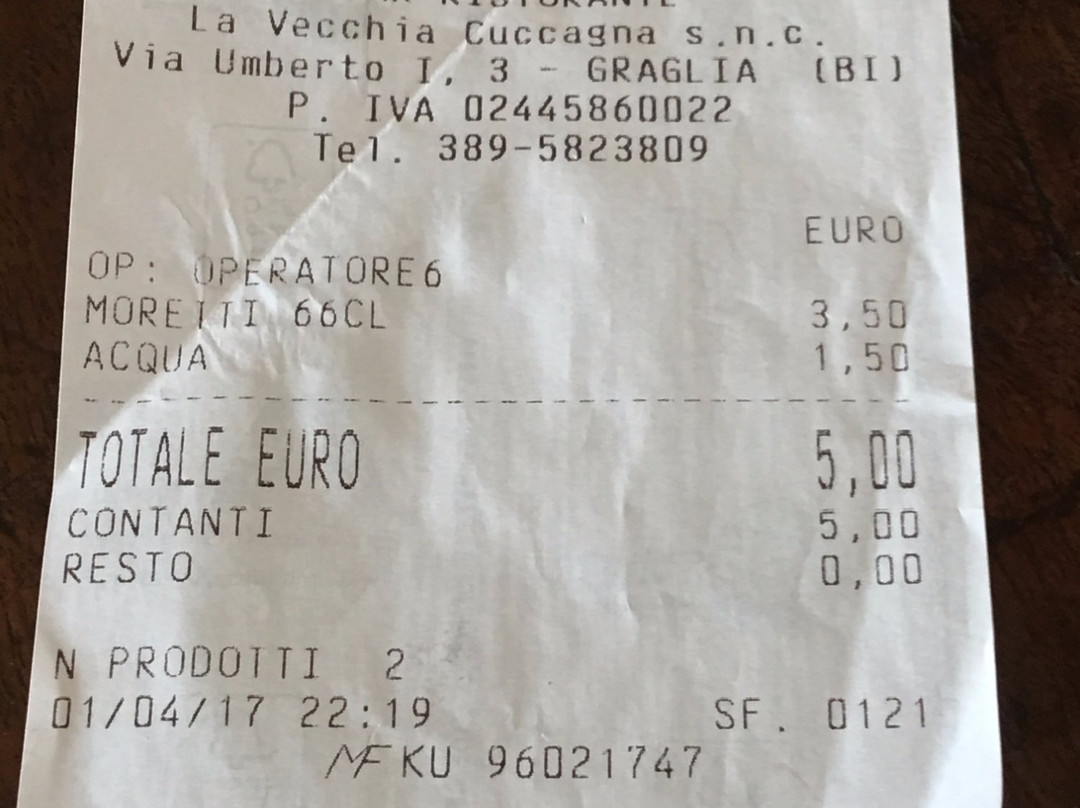 RISTORANTE
La Vecchia Cuccagna s.n.c.
Via Umberto I, 3 - GRAGLIA (BI)
P. IVA 02445860022
Tel. 389-5823809
EURO
OP: OPERATORE6
MORETTI 66CL 3,50
ACQUA 1,50
TOTALE EURO 5,00
CONTANTI 5,00
RESTO 0,00
N PRODOTTI 2
01/04/17 22:19 SF. 0121
MF KU 96021747